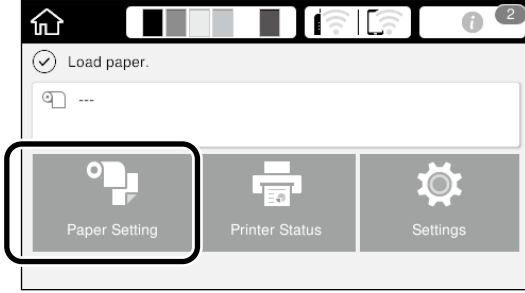 2
Load paper.
---
Paper Setting
Printer Status
Settings